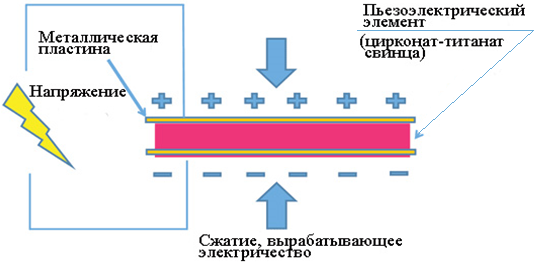 Пьезоэлектрический
элемент
(цирконат-титанат
свинца)
Металлическая
пластина
Напряжение
Сжатие, вырабатывающее
электричество